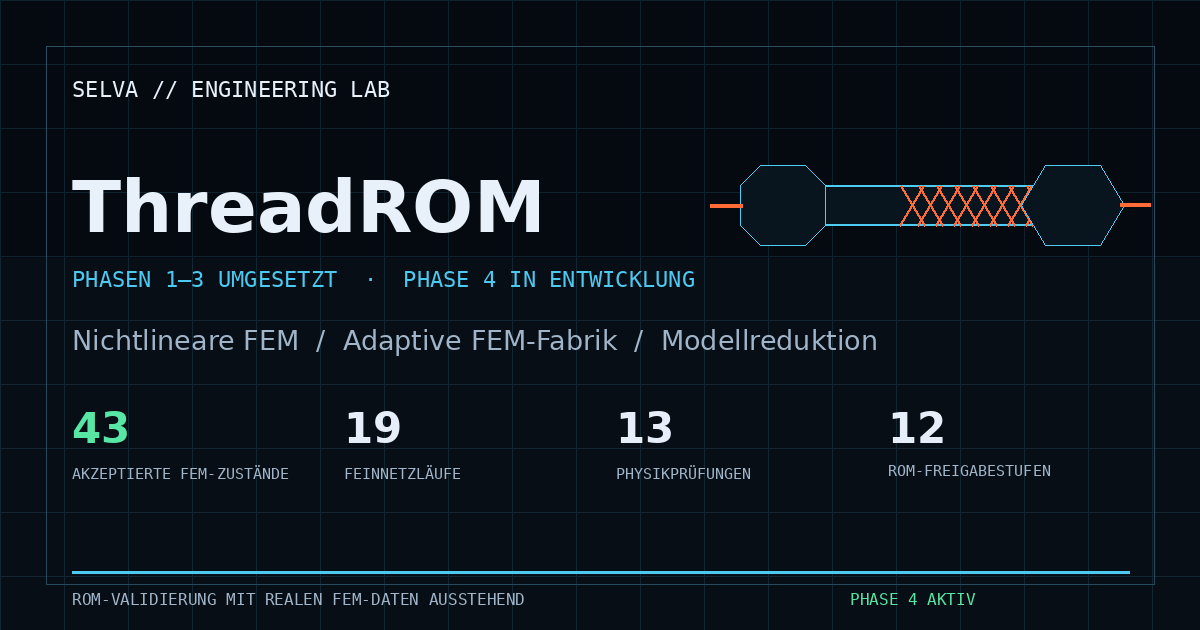 SELVA // ENGINEERING LAB
ThreadROM
PHASEN 1–3 UMGESETZT · PHASE 4 IN ENTWICKLUNG
Nichtlineare FEM / Adaptive FEM-Fabrik / Modellreduktion
43 19 13 12
AKZEPTIERTE FEM-ZUSTÄNDE FEINNETZLÄUFE PHYSIKPRÜFUNGEN ROM-FREIGABESTUFEN
ROM-VALIDIERUNG MIT REALEN FEM-DATEN AUSSTEHEND PHASE 4 AKTIV